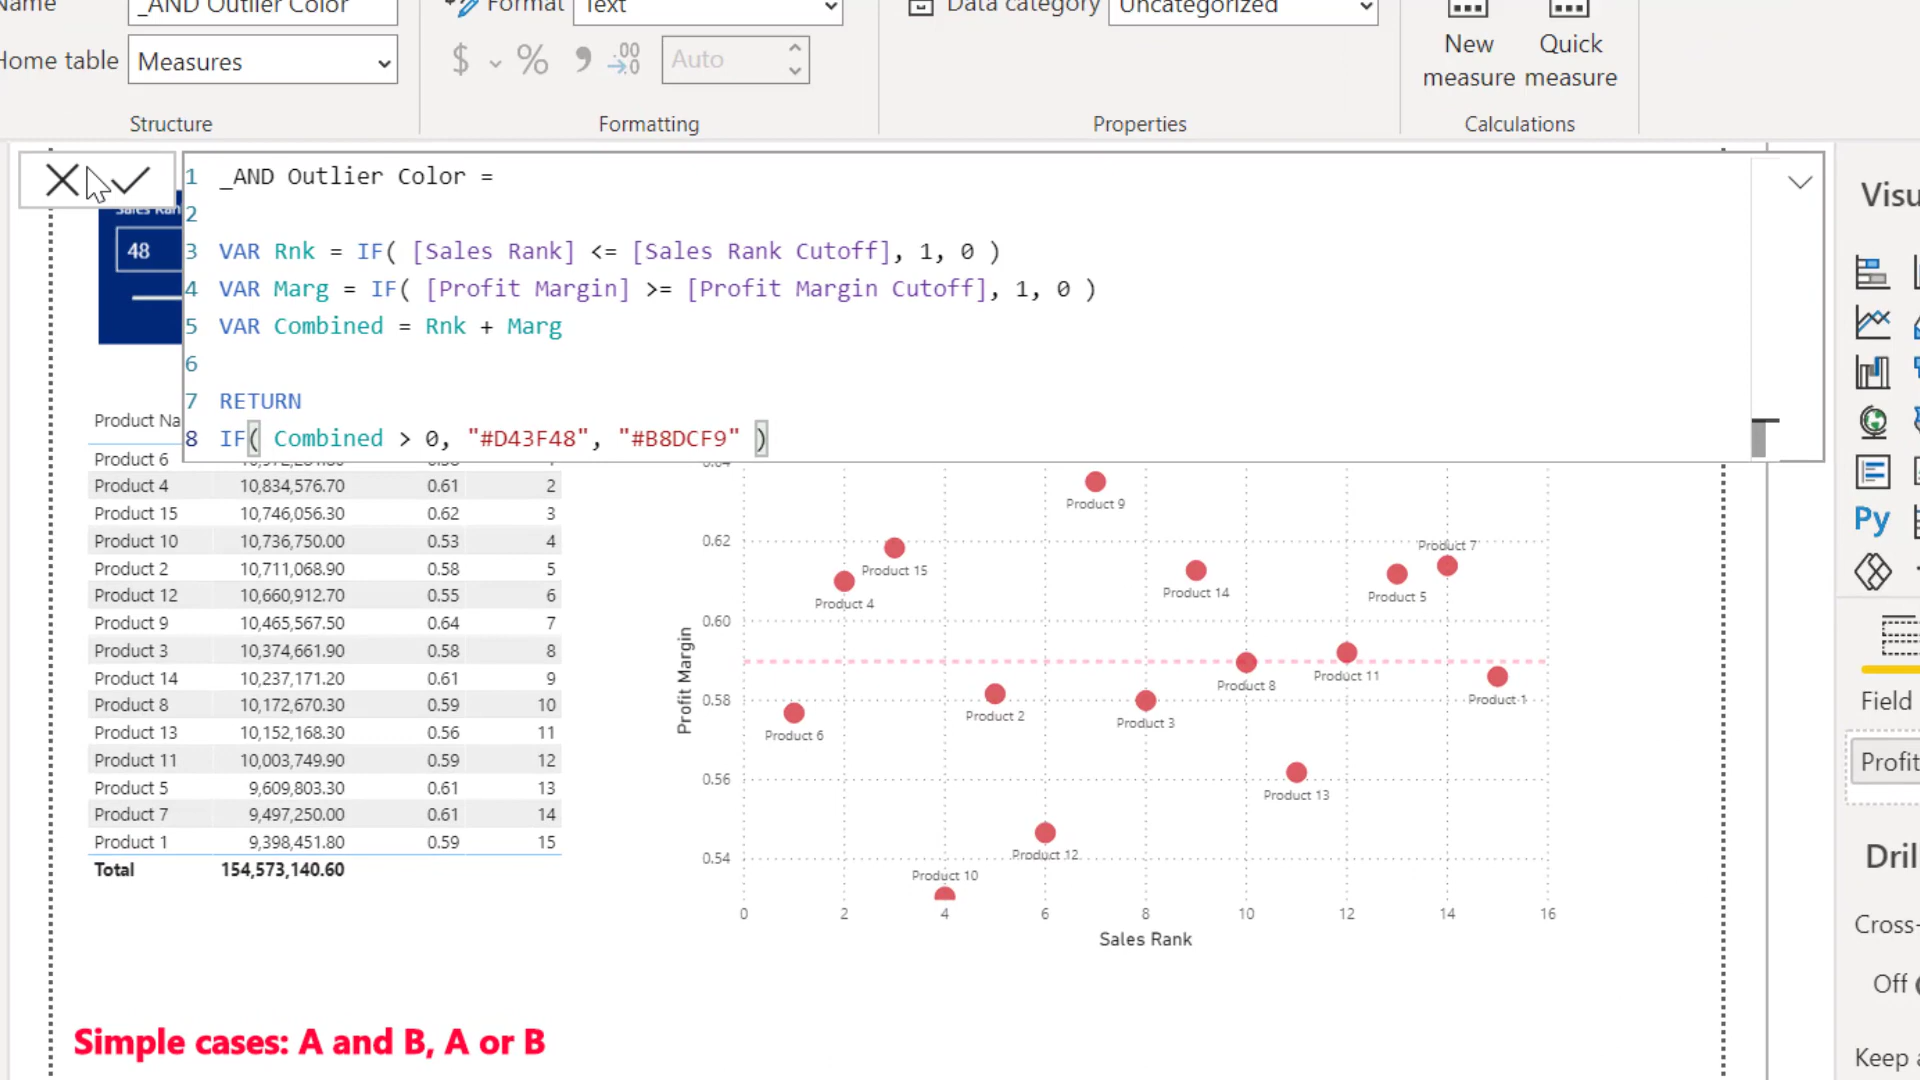 Name
_AND Outlier Color
Format
Text
Data category
Uncategorized
Home table
Measures
$ % , .00 →.0
Auto
New measure
Quick measure
Structure
Formatting
Properties
Calculations
1 _AND Outlier Color =
2
3 VAR Rnk = IF( [Sales Rank] <= [Sales Rank Cutoff], 1, 0 )
4 VAR Marg = IF( [Profit Margin] >= [Profit Margin Cutoff], 1, 0 )
5 VAR Combined = Rnk + Marg
6
7 RETURN
8 IF( Combined > 0, "#D43F48", "#B8DCF9" )
Sales Ran
48
Product Na
Product 6
Product 4 10,834,576.70 0.61 2
Product 15 10,746,056.30 0.62 3
Product 10 10,736,750.00 0.53 4
Product 2 10,711,068.90 0.58 5
Product 12 10,660,912.70 0.55 6
Product 9 10,465,567.50 0.64 7
Product 3 10,374,661.90 0.58 8
Product 14 10,237,171.20 0.61 9
Product 8 10,172,670.30 0.59 10
Product 13 10,152,168.30 0.56 11
Product 11 10,003,749.90 0.59 12
Product 5 9,609,803.30 0.61 13
Product 7 9,497,250.00 0.61 14
Product 1 9,398,451.80 0.59 15
Total 154,573,140.60
Profit Margin
0.64
0.62
0.60
0.58
0.56
0.54
Product 9
Product 7
Product 15
Product 14
Product 5
Product 4
Product 11
Product 8
Product 1
Product 2
Product 3
Product 6
Product 13
Product 12
Product 10
0 2 4 6 8 10 12 14 16
Sales Rank
Simple cases: A and B, A or B
Visu
Py
Field
Profit
Dril
Cross-
Off
Keep a